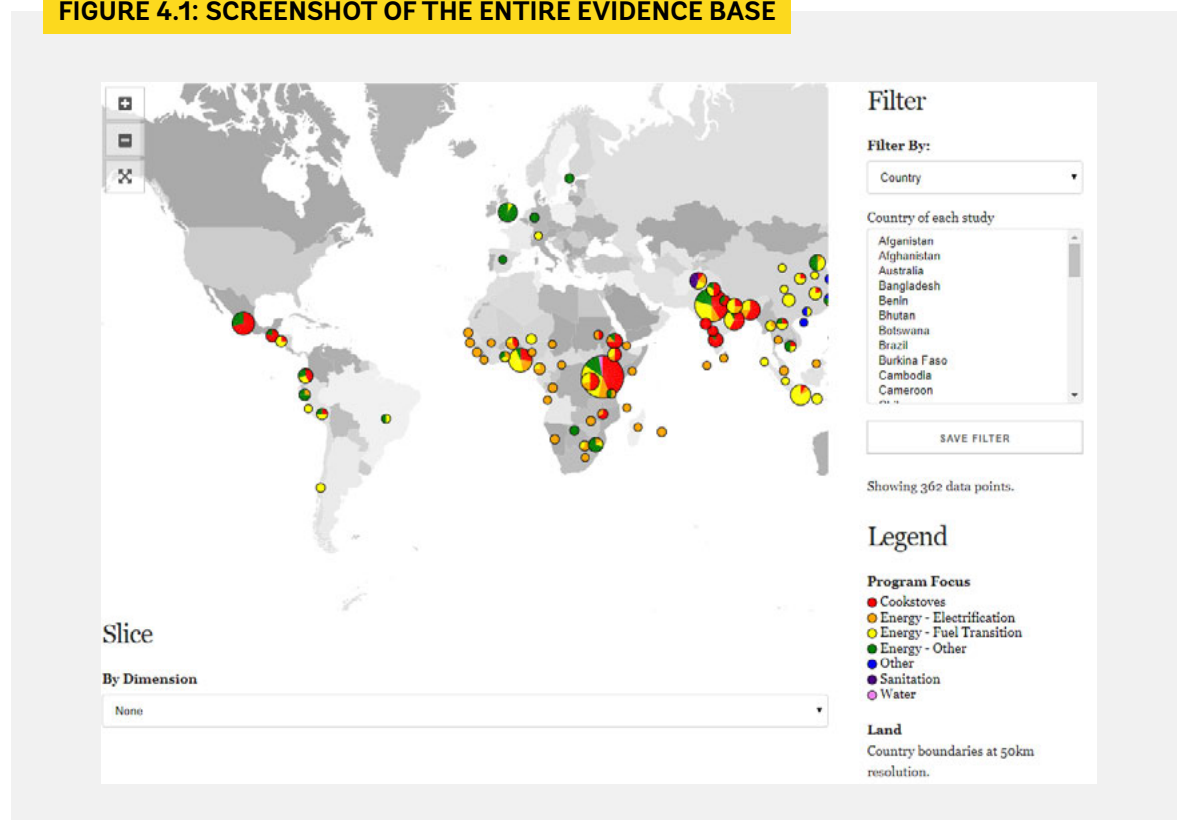 FIGURE 4.1: SCREENSHOT OF THE ENTIRE EVIDENCE BASE
Filter
Filter By:
Country
Country of each study
Afganistan
Afghanistan
Australia
Bangladesh
Benin
Bhutan
Botswana
Brazil
Burkina Faso
Cambodia
Cameroon
SAVE FILTER
Showing 362 data points.
Legend
Program Focus
Cookstoves
Energy - Electrification
Energy - Fuel Transition
Energy - Other
Other
Sanitation
Water
Land
Country boundaries at 50km
resolution.
Slice
By Dimension
None